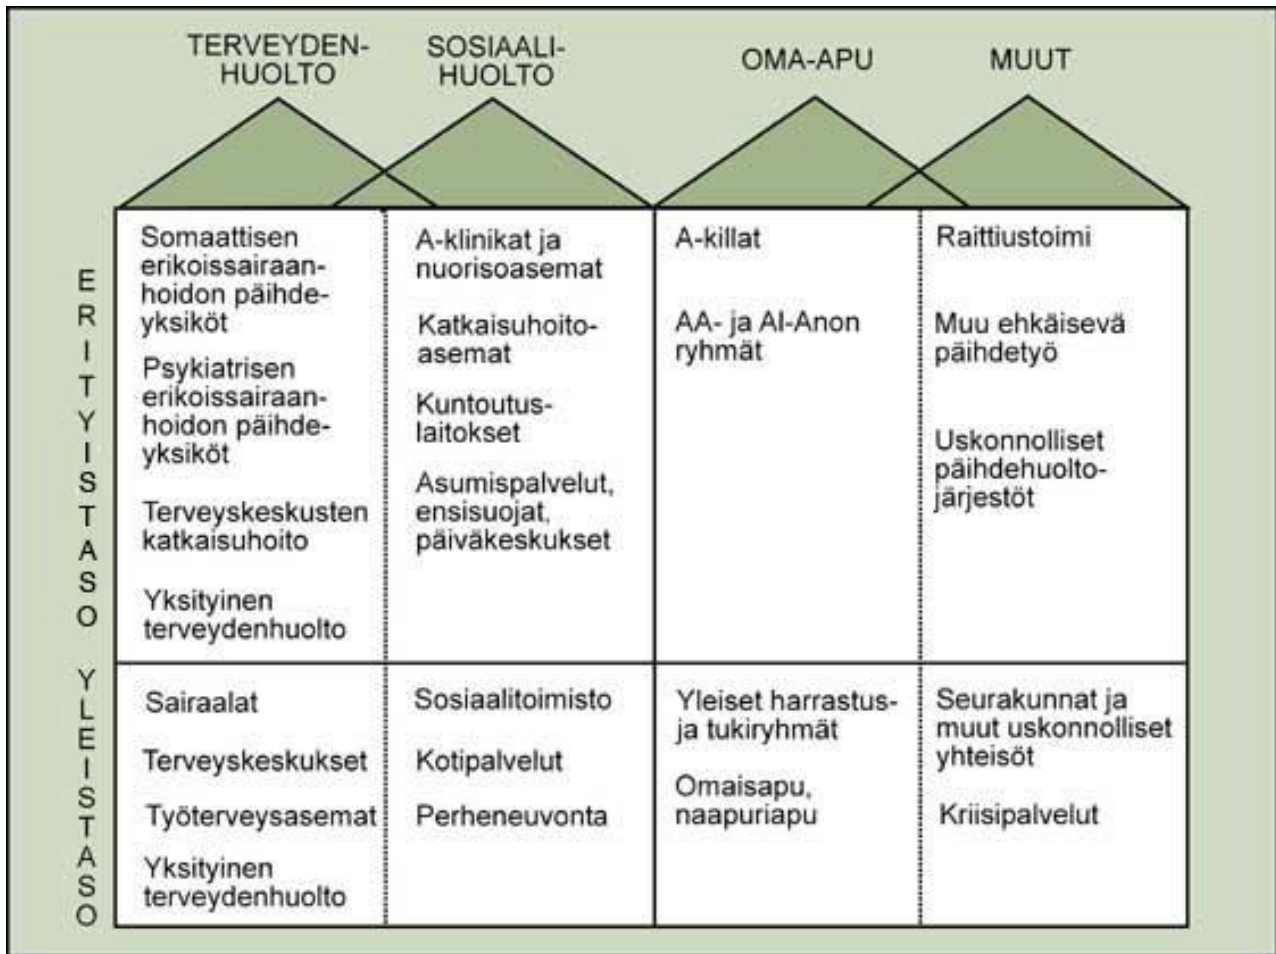 TERVEYDEN-
HUOLTO
SOSIAALI-
HUOLTO
OMA-APU
MUUT
ERITYISTASO
Somaattisen
erikoissairaan-
hoidon päihde-
yksiköt
Psykiatrisen
erikoissairaan-
hoidon päihde-
yksiköt
Terveyskeskusten
katkaisuhoito
Yksityinen
terveydenhuolto
A-klinikat ja
nuorisoasemat
Katkaisuhoito-
asemat
Kuntoutus-
laitokset
Asumispalvelut,
ensisuojat,
päiväkeskukset
A-killat
AA- ja Al-Anon
ryhmät
Raittiustoimi
Muu ehkäisevä
päihdetyö
Uskonnolliset
päihdehuolto-
järjestöt
YLEISTASO
Sairaalat
Terveyskeskukset
Työterveysasemat
Yksityinen
terveydenhuolto
Sosiaalitoimisto
Kotipalvelut
Perheneuvonta
Yleiset harrastus-
ja tukiryhmät
Omaisapu,
naapuriapu
Seurakunnat ja
muut uskonnolliset
yhteisöt
Kriisipalvelut